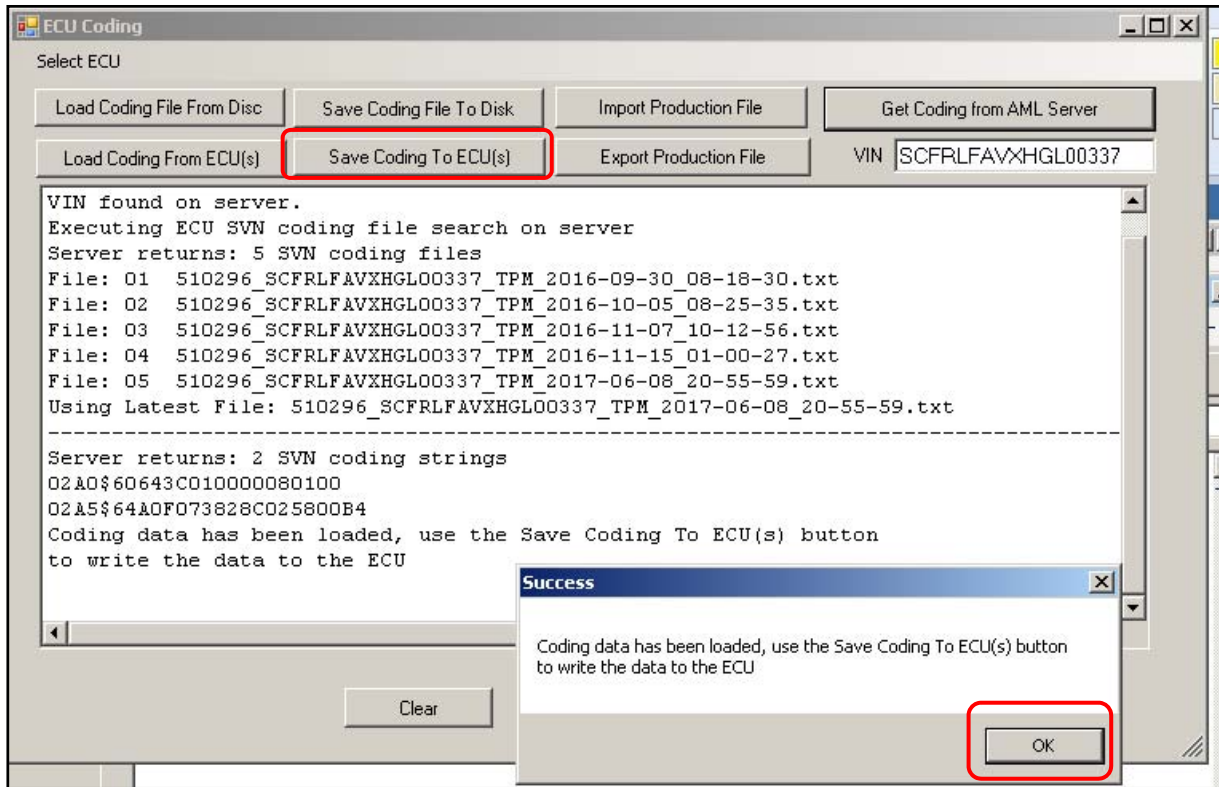 ECU Coding
Select ECU
Load Coding File From Disc Save Coding File To Disk Import Production File Get Coding from AML Server
Load Coding From ECU(s) Save Coding To ECU(s) Export Production File VIN SCFRLFAVXHGL00337
VIN found on server.
Executing ECU SVN coding file search on server
Server returns: 5 SVN coding files
File: 01 510296_SCFRLFAVXHGL00337_TPM_2016-09-30_08-18-30.txt
File: 02 510296_SCFRLFAVXHGL00337_TPM_2016-10-05_08-25-35.txt
File: 03 510296_SCFRLFAVXHGL00337_TPM_2016-11-07_10-12-56.txt
File: 04 510296_SCFRLFAVXHGL00337_TPM_2016-11-15_01-00-27.txt
File: 05 510296_SCFRLFAVXHGL00337_TPM_2017-06-08_20-55-59.txt
Using Latest File: 510296_SCFRLFAVXHGL00337_TPM_2017-06-08_20-55-59.txt
--------------------------------------------------------------------------------
Server returns: 2 SVN coding strings
02A0$60643C010000080100
02A5$64A0F073828C025800B4
Coding data has been loaded, use the Save Coding To ECU(s) button
to write the data to the ECU
Success
Coding data has been loaded, use the Save Coding To ECU(s) button
to write the data to the ECU
Clear
OK